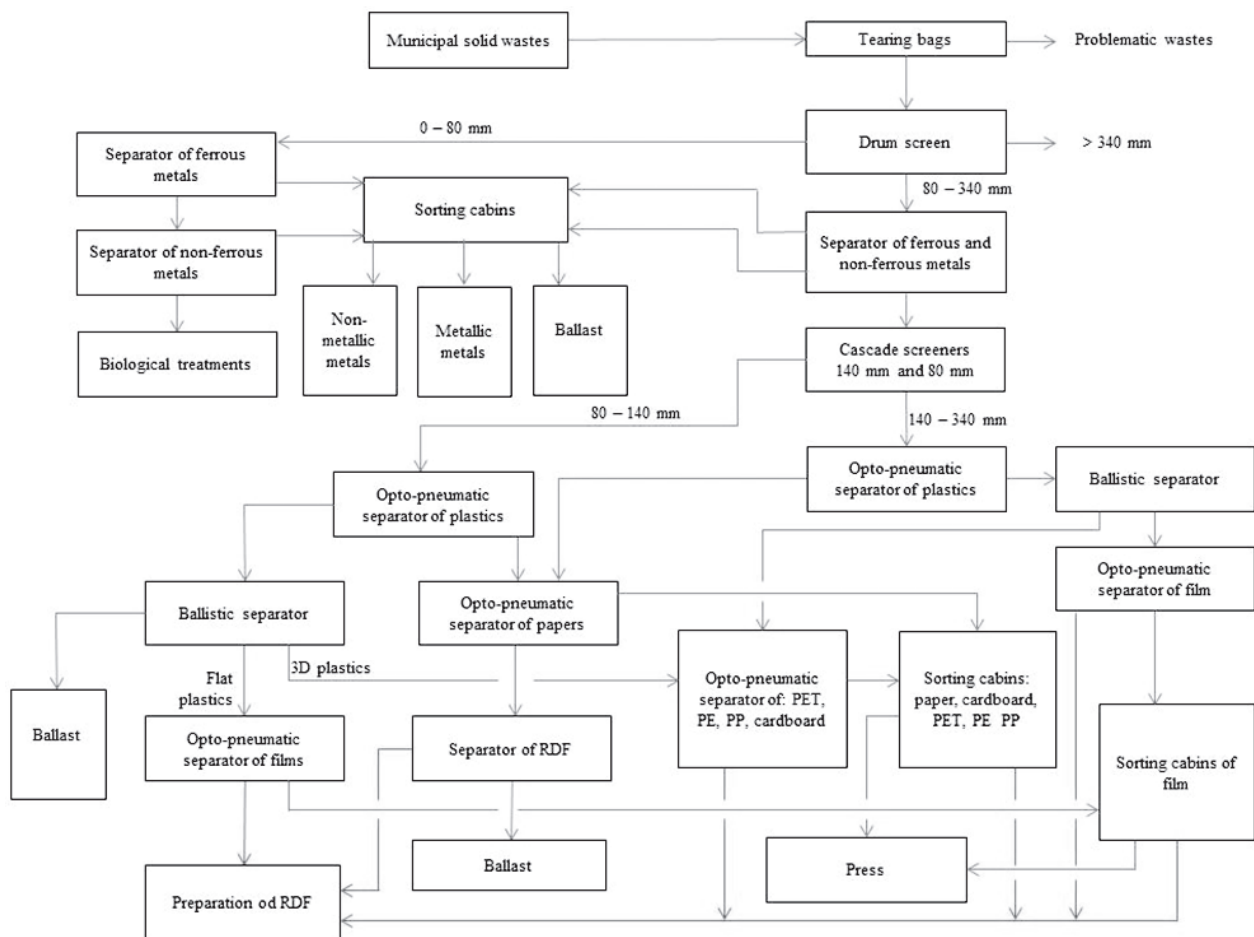 Municipal solid wastes
Tearing bags
Problematic wastes
0 – 80 mm
Drum screen
> 340 mm
Separator of ferrous
metals
80 – 340 mm
Sorting cabins
Separator of non-ferrous
metals
Separator of ferrous and
non-ferrous metals
Non-
metallic
metals
Metallic
metals
Ballast
Biological treatments
Cascade screeners
140 mm and 80 mm
80 – 140 mm
140 – 340 mm
Opto-pneumatic
separator of plastics
Opto-pneumatic
separator of plastics
Ballistic separator
Ballistic separator
Opto-pneumatic
separator of papers
Opto-pneumatic
separator of film
Flat
plastics
3D plastics
Opto-pneumatic
separator of: PET,
PE, PP, cardboard
Sorting cabins:
paper, cardboard,
PET, PE PP
Ballast
Opto-pneumatic
separator of films
Separator of RDF
Sorting cabins of
film
Ballast
Press
Preparation od RDF